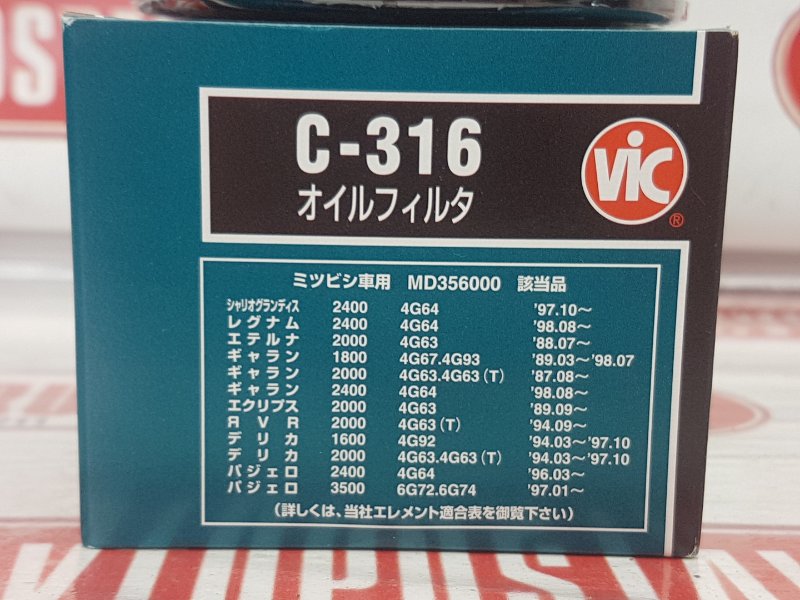 C-316
オイルフィルタ
ViC
®
ミツビシ車用 MD356000 該当品
シャリオグランディス 2400 4G64 '97.10〜
レグナム 2400 4G64 '98.08〜
エテルナ 2000 4G63 '88.07〜
ギャラン 1800 4G67.4G93 '89.03〜'98.07
ギャラン 2000 4G63.4G63(T) '87.08〜
ギャラン 2400 4G64 '98.08〜
エクリプス 2000 4G63 '89.09〜
RVR 2000 4G63(T) '94.09〜
デリカ 1600 4G92 '94.03〜'97.10
デリカ 2000 4G63.4G63(T) '94.03〜'97.10
パジェロ 2400 4G64 '96.03〜
パジェロ 3500 6G72.6G74 '97.01〜
(詳しくは、当社エレメント適合表を御覧下さい)